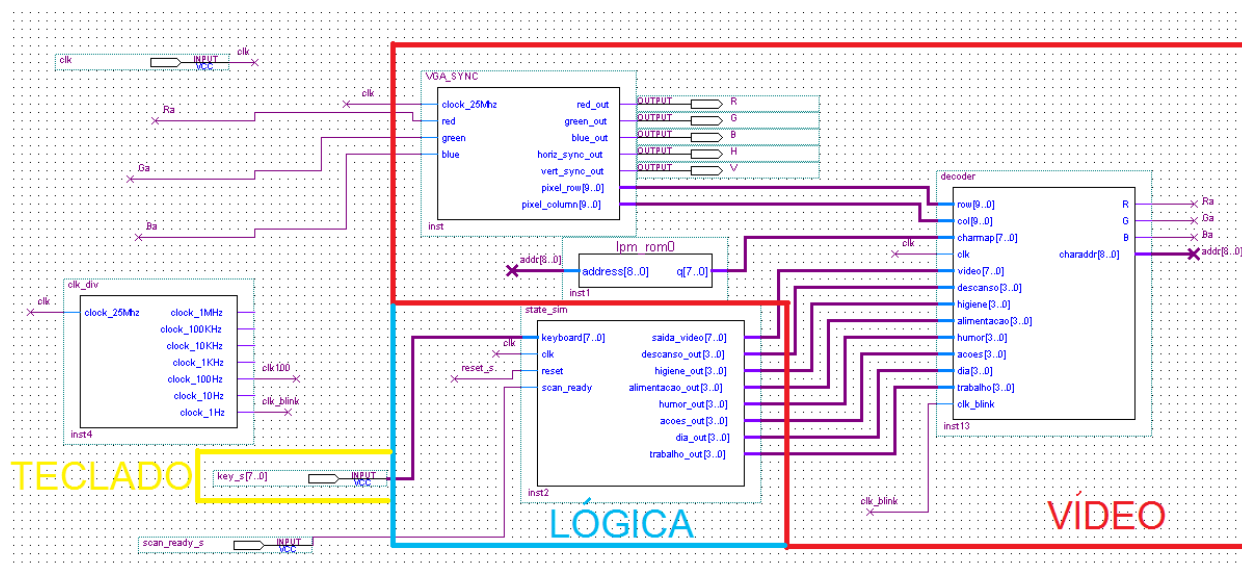 clk INPUT VCC clk
VGA_SYNC
clk clock_25Mhz red_out OUTPUT R
Ra red green_out OUTPUT G
green blue_out OUTPUT B
blue horiz_sync_out OUTPUT H
Ga vert_sync_out OUTPUT V
pixel_row[9..0]
pixel_column[9..0]
Ba inst
decoder
row[9..0] R Ra
col[9..0] G Ga
charmap[7..0] B Ba
clk clk charaddr[8..0] addr[8..0]
video[7..0]
descanso[3..0]
higiene[3..0]
alimentacao[3..0]
humor[3..0]
acoes[3..0]
dia[3..0]
trabalho[3..0]
clk_blink
inst13
lpm_rom0
addr[8..0] address[8..0] q[7..0]
inst1
clk_div
clk clock_25Mhz clock_1MHz
clock_100KHz
clock_10KHz
clock_1KHz
clock_100Hz clk100
clock_10Hz
clock_1Hz clk_blink
inst4
state_sim
keyboard[7..0] saida_video[7..0]
clk clk descanso_out[3..0]
reset_s reset higiene_out[3..0]
scan_ready alimentacao_out[3..0]
humor_out[3..0]
acoes_out[3..0]
dia_out[3..0]
trabalho_out[3..0]
inst2
TECLADO key_s[7..0] INPUT VCC
LÓGICA
clk_blink
VÍDEO
scan_ready_s INPUT VCC